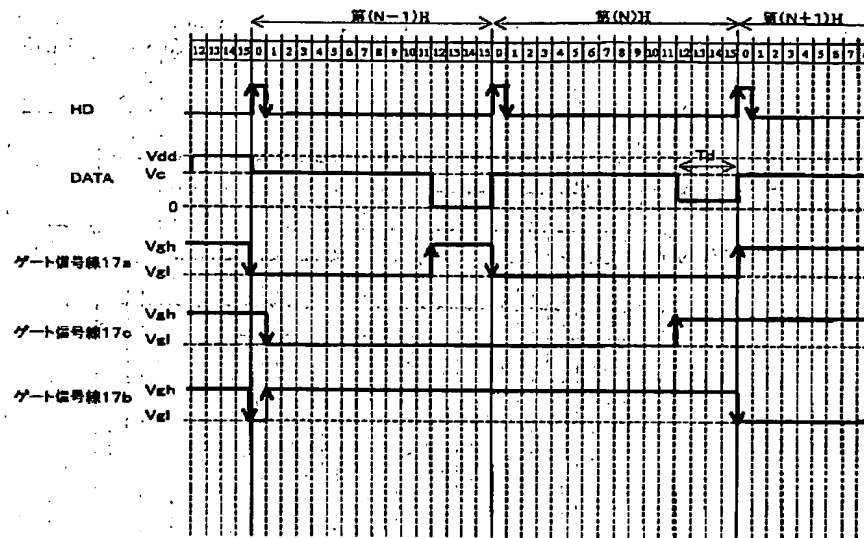 第(N-1)H 第(N)H 第(N+1)H
12 13 14 15 0 1 2 3 4 5 6 7 8 9 10 11 12 13 14 15 0 1 2 3 4 5 6 7 8 9 10 11 12 13 14 15 0 1 2 3 4 5 6 7
HD
Vdd
DATA Vc
Td
0
Vgh
ゲート信号線17a
Vgl
Vgh
ゲート信号線17c
Vgl
Vgh
ゲート信号線17b
Vgl